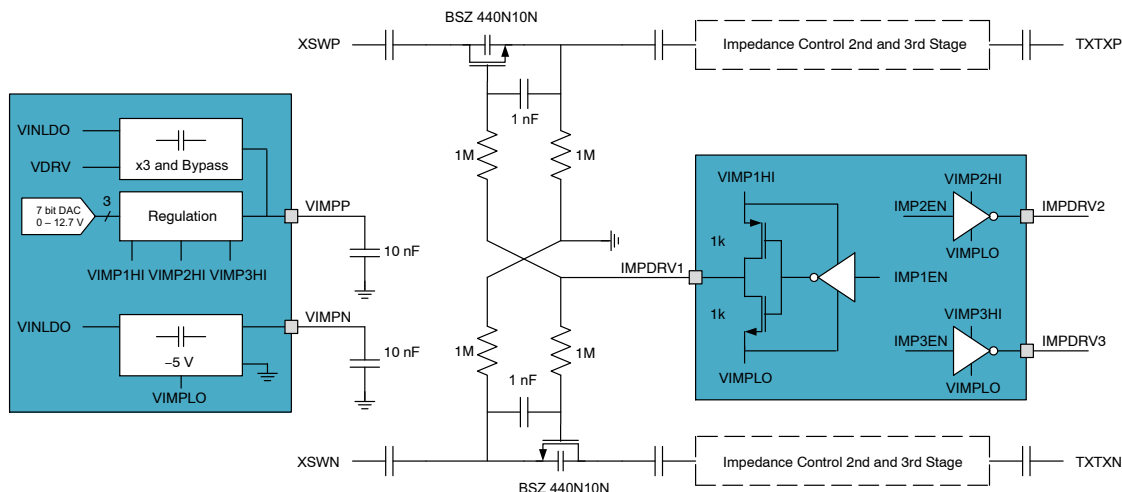 BSZ 440N10N
XSWP
Impedance Control 2nd and 3rd Stage
TXTXP
1 nF
VINLDO
VDRV
x3 and Bypass
7 bit DAC
0 – 12.7 V
3
Regulation
VIMPP
VIMP1HI VIMP2HI VIMP3HI
10 nF
VINLDO
–5 V
VIMPN
VIMPLO
10 nF
1M
1M
1M
1M
1 nF
IMPDRV1
VIMP1HI
1k
1k
VIMPLO
IMP1EN
VIMP2HI
IMP2EN
VIMPLO
IMPDRV2
VIMP3HI
IMP3EN
VIMPLO
IMPDRV3
XSWN
BSZ 440N10N
Impedance Control 2nd and 3rd Stage
TXTXN